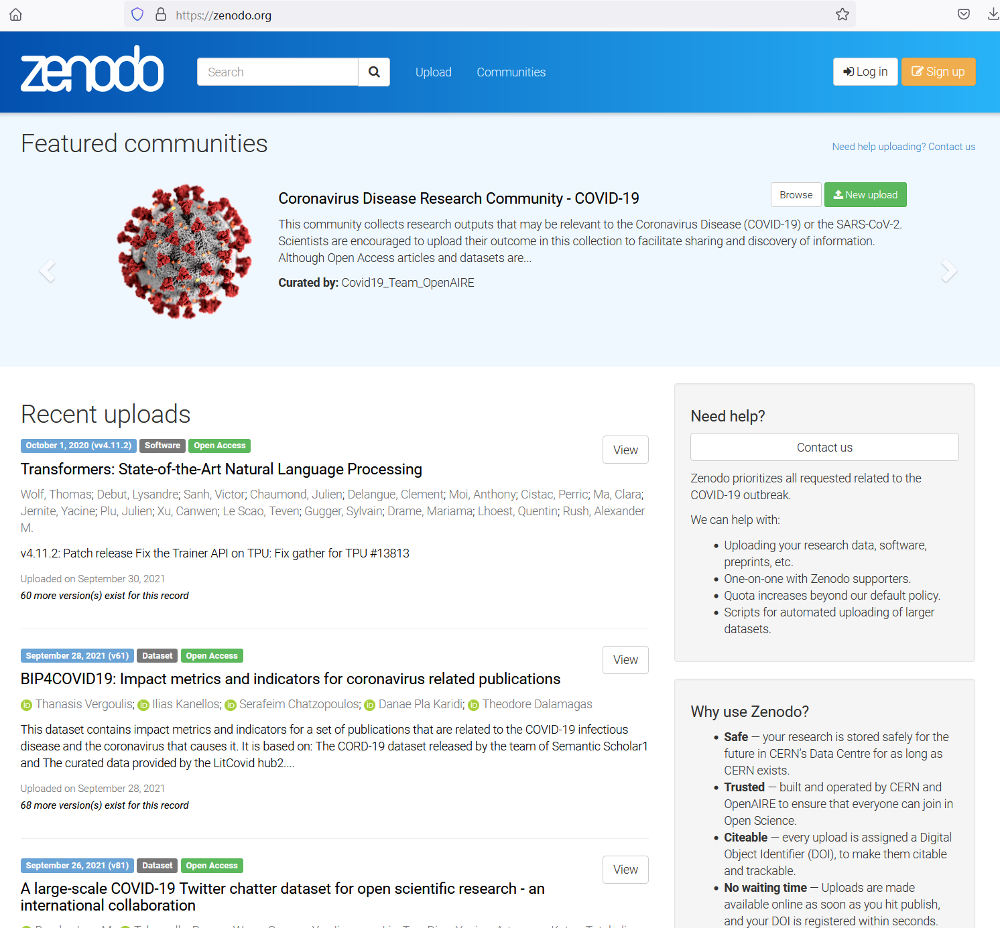 https://zenodo.org
zenodo
Search
Upload
Communities
Log in
Sign up
Featured communities
Need help uploading? Contact us
Coronavirus Disease Research Community - COVID-19
Browse
New upload
This community collects research outputs that may be relevant to the Coronavirus Disease (COVID-19) or the SARS-CoV-2.
Scientists are encouraged to upload their outcome in this collection to facilitate sharing and discovery of information.
Although Open Access articles and datasets are...
Curated by: Covid19_Team_OpenAIRE
Recent uploads
October 1, 2020 (vv4.11.2) Software Open Access
View
Transformers: State-of-the-Art Natural Language Processing
Wolf, Thomas; Debut, Lysandre; Sanh, Victor; Chaumond, Julien; Delangue, Clement; Moi, Anthony; Cistac, Perric; Ma, Clara;
Jernite, Yacine; Plu, Julien; Xu, Canwen; Le Scao, Teven; Gugger, Sylvain; Drame, Mariama; Lhoest, Quentin; Rush, Alexander
M.
v4.11.2: Patch release Fix the Trainer API on TPU: Fix gather for TPU #13813
Uploaded on September 30, 2021
60 more version(s) exist for this record
September 28, 2021 (v61) Dataset Open Access
View
BIP4COVID19: Impact metrics and indicators for coronavirus related publications
iD Thanasis Vergoulis; iD Ilias Kanellos; iD Serafeim Chatzopoulos; iD Danae Pla Karidi; iD Theodore Dalamagas
This dataset contains impact metrics and indicators for a set of publications that are related to the COVID-19 infectious
disease and the coronavirus that causes it. It is based on: The CORD-19 dataset released by the team of Semantic Scholar1
and The curated data provided by the LitCovid hub2....
Uploaded on September 28, 2021
68 more version(s) exist for this record
September 26, 2021 (v81) Dataset Open Access
View
A large-scale COVID-19 Twitter chatter dataset for open scientific research - an
international collaboration
Need help?
Contact us
Zenodo prioritizes all requested related to the
COVID-19 outbreak.
We can help with:
• Uploading your research data, software,
preprints, etc.
• One-on-one with Zenodo supporters.
• Quota increases beyond our default policy.
• Scripts for automated uploading of larger
datasets.
Why use Zenodo?
• Safe — your research is stored safely for the
future in CERN’s Data Centre for as long as
CERN exists.
• Trusted — built and operated by CERN and
OpenAIRE to ensure that everyone can join in
Open Science.
• Citeable — every upload is assigned a Digital
Object Identifier (DOI), to make them citable
and trackable.
• No waiting time — Uploads are made
available online as soon as you hit publish,
and your DOI is registered within seconds.